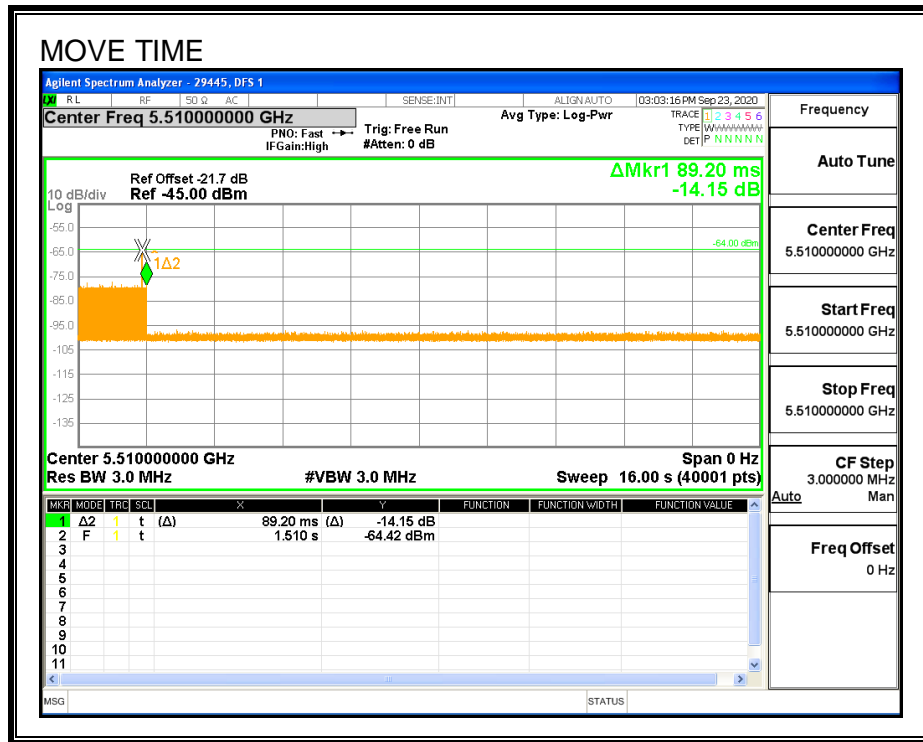 MOVE TIME
Agilent Spectrum Analyzer - 29445, DFS 1
LXI RL RF 50 Ω AC SENSE:INT ALIGN AUTO 03:03:16 PM Sep 23, 2020
Center Freq 5.510000000 GHz
PNO: Fast
IFGain:High
Trig: Free Run
#Atten: 0 dB
Avg Type: Log-Pwr
TRACE 1 2 3 4 5 6
TYPE WWWWWW
DET P N N N N N
ΔMkr1 89.20 ms
-14.15 dB
Ref Offset -21.7 dB
10 dB/div Ref -45.00 dBm
Log
-55.0
-64.00 dBm
-65.0
1Δ2
-75.0
-85.0
-95.0
-105
-115
-125
-135
Center 5.510000000 GHz Span 0 Hz
Res BW 3.0 MHz #VBW 3.0 MHz Sweep 16.00 s (40001 pts)
MKR MODE TRC SCL X Y FUNCTION FUNCTION WIDTH FUNCTION VALUE
1 Δ2 1 t (Δ) 89.20 ms (Δ) -14.15 dB
2 F 1 t 1.510 s -64.42 dBm
3
4
5
6
7
8
9
10
11
MSG STATUS
Frequency
Auto Tune
Center Freq
5.510000000 GHz
Start Freq
5.510000000 GHz
Stop Freq
5.510000000 GHz
CF Step
3.000000 MHz
Auto Man
Freq Offset
0 Hz